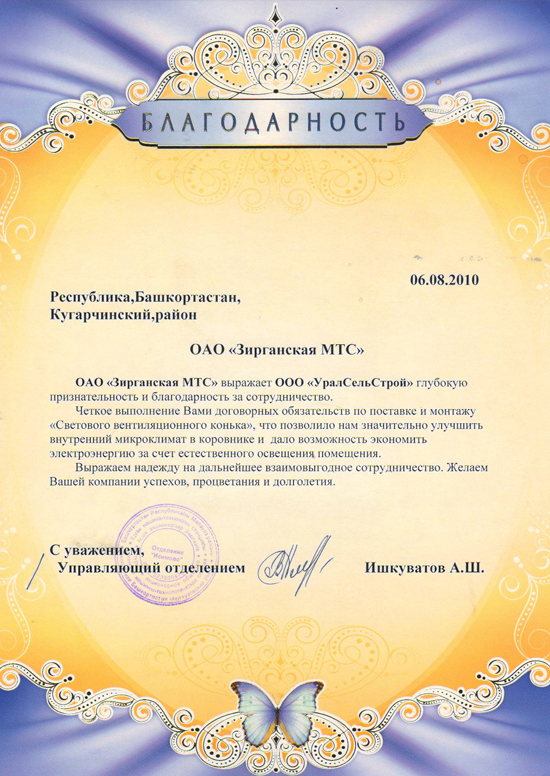 БЛАГОДАРНОСТЬ
06.08.2010
Республика,Башкортастан,
Кугарчинский,район
ОАО «Зирганская МТС»
ОАО «Зирганская МТС» выражает ООО «УралСельСтрой» глубокую
признательность и благодарность за сотрудничество.
Четкое выполнение Вами договорных обязательств по поставке и монтажу
«Светового вентиляционного конька», что позволило нам значительно улучшить
внутренний микроклимат в коровнике и дало возможность экономить
электроэнергию за счет естественного освещения помещения.
Выражаем надежду на дальнейшее взаимовыгодное сотрудничество. Желаем
Вашей компании успехов, процветания и долголетия.
С уважением,
Управляющий отделением Ишкуватов А.Ш.
Отделение